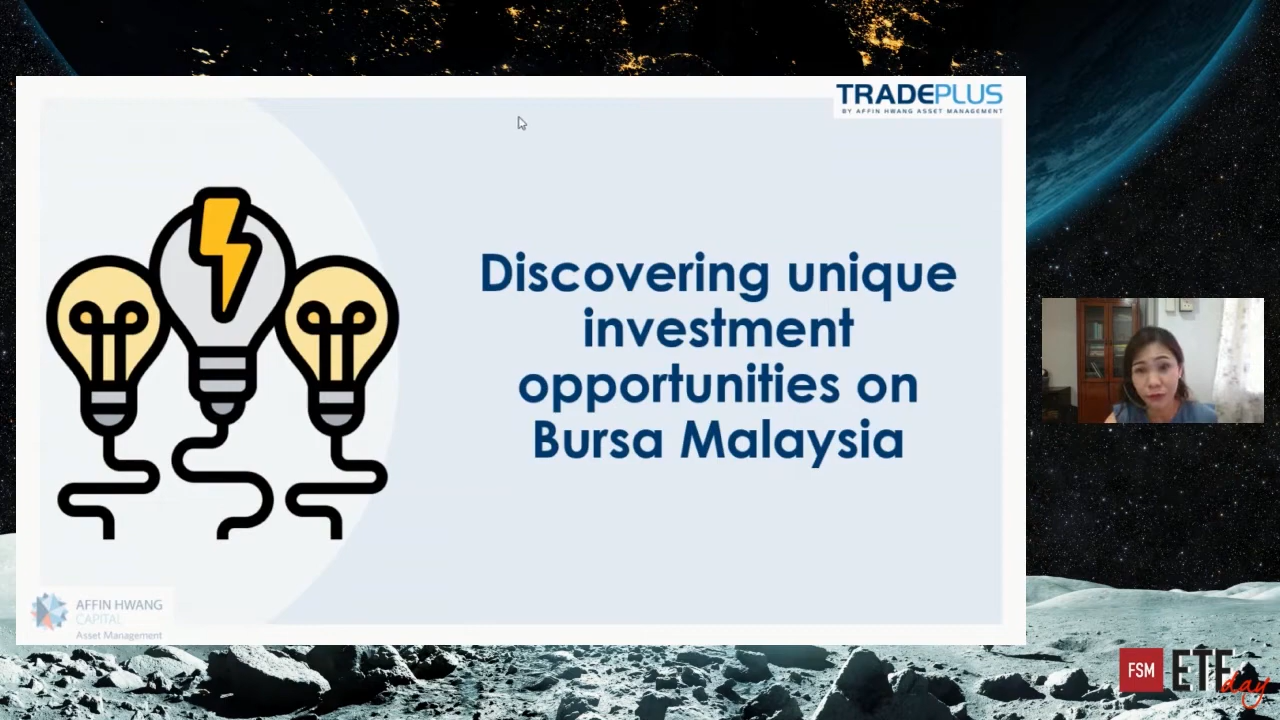 TRADEPLUS
BY AFFIN HWANG ASSET MANAGEMENT
Discovering unique
investment
opportunities on
Bursa Malaysia
AFFIN HWANG
CAPITAL
Asset Management
FSM ETF day